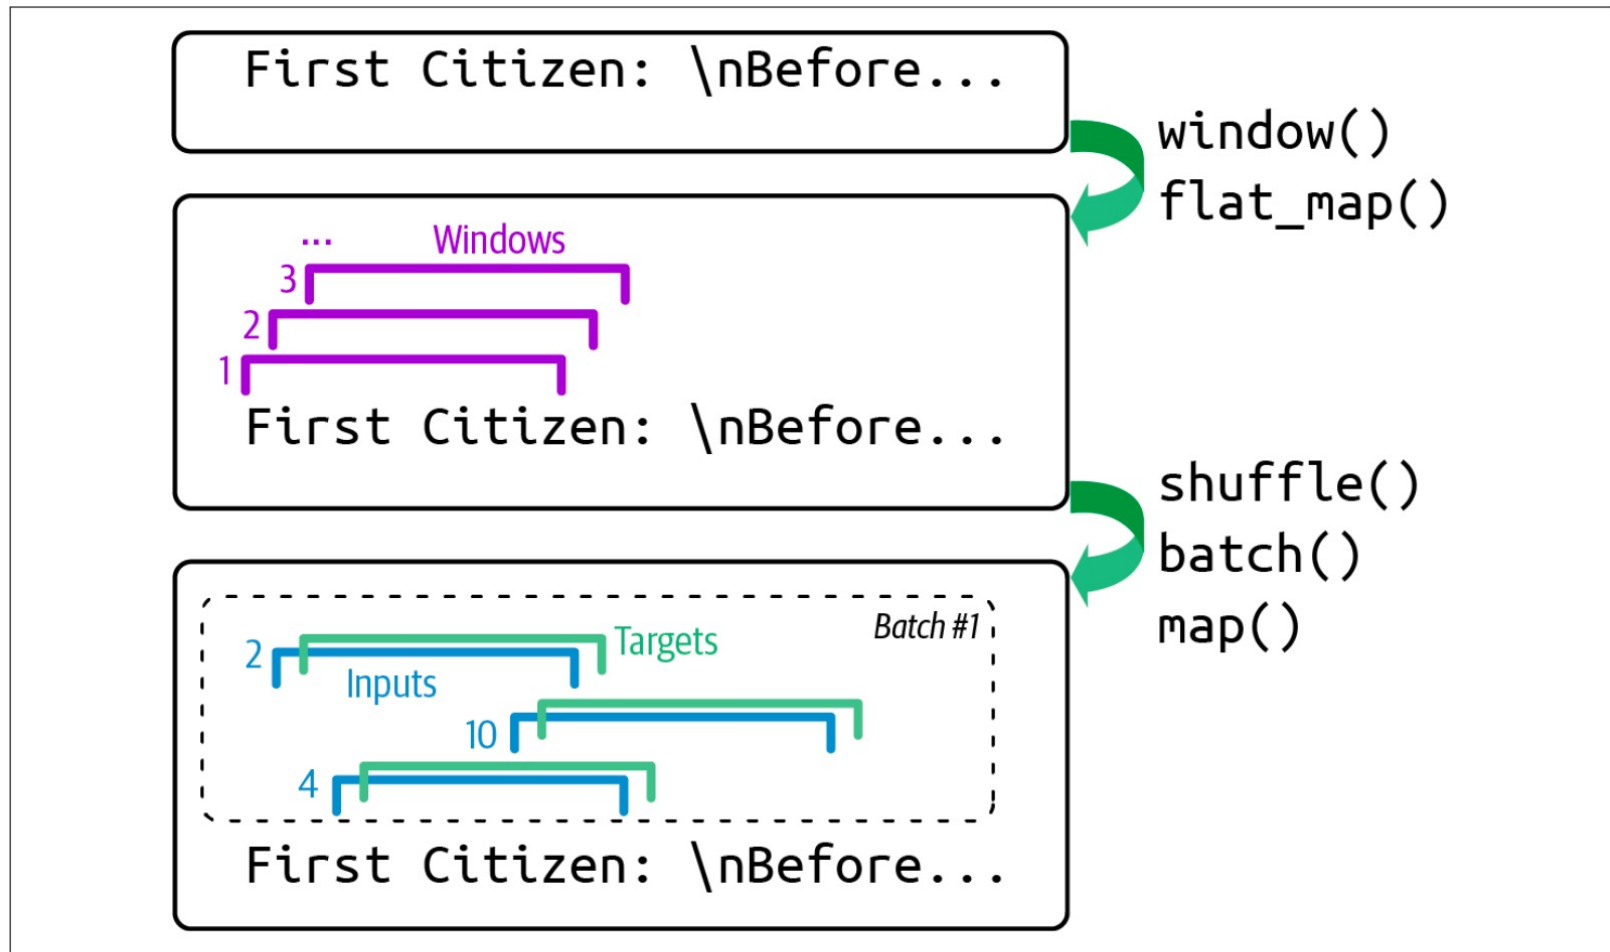 First Citizen: \nBefore...
window()
flat_map()
... Windows
3
2
1
First Citizen: \nBefore...
shuffle()
batch()
map()
Batch #1
2 Targets
Inputs
10
4
First Citizen: \nBefore...